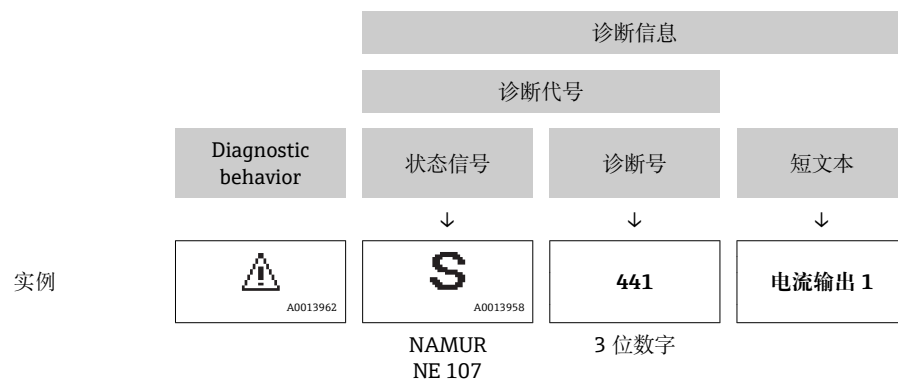 诊断信息
诊断代号
Diagnostic
behavior
状态信号
诊断号
短文本
↓ ↓ ↓
实例
A0013962
S
A0013958
441
电流输出 1
NAMUR
NE 107
3 位数字